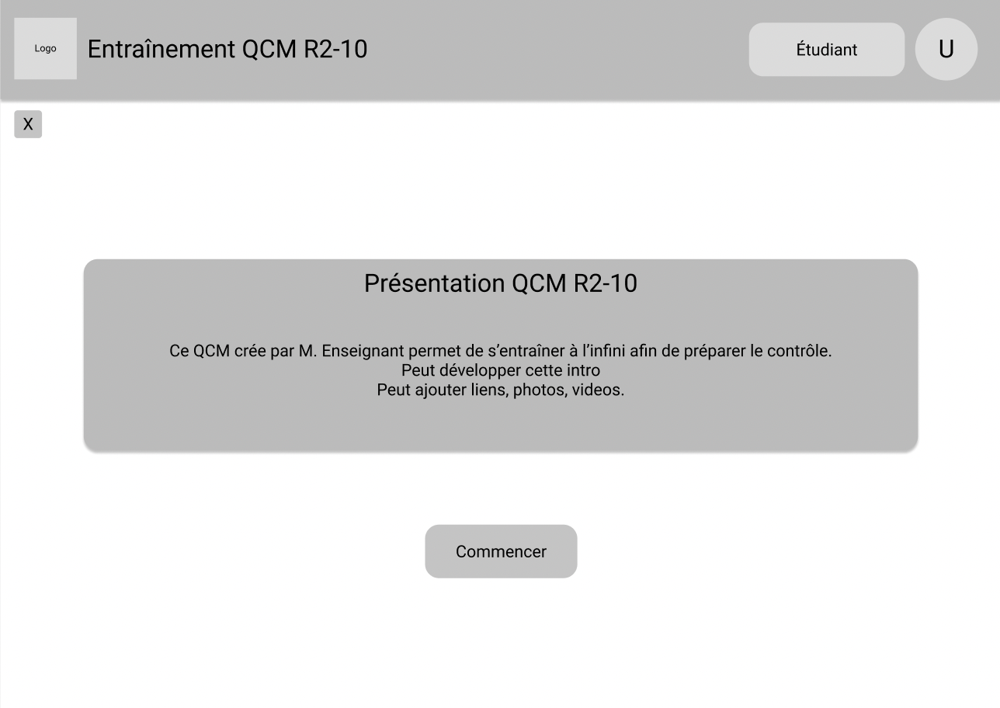 Logo
Entraînement QCM R2-10
Étudiant
U
X
Présentation QCM R2-10
Ce QCM crée par M. Enseignant permet de s’entraîner à l’infini afin de préparer le contrôle.
Peut développer cette intro
Peut ajouter liens, photos, videos.
Commencer